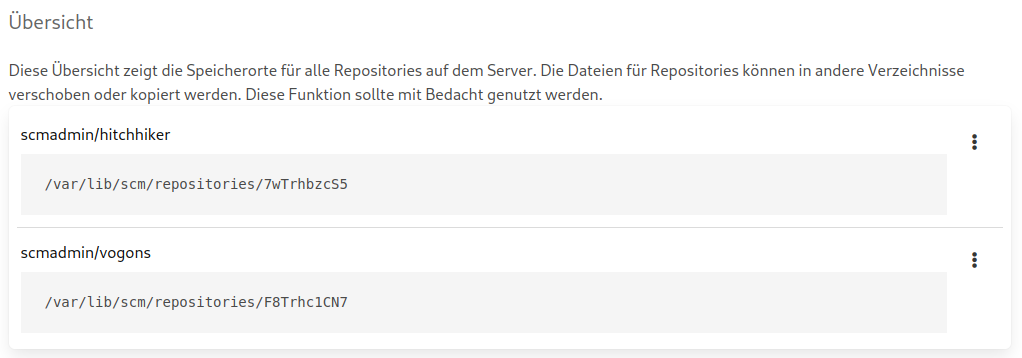 Übersicht
Diese Übersicht zeigt die Speicherorte für alle Repositories auf dem Server. Die Dateien für Repositories können in andere Verzeichnisse
verschoben oder kopiert werden. Diese Funktion sollte mit Bedacht genutzt werden.
scmadmin/hitchhiker
/var/lib/scm/repositories/7wTrhbzcS5
scmadmin/vogons
/var/lib/scm/repositories/F8Trhc1CN7